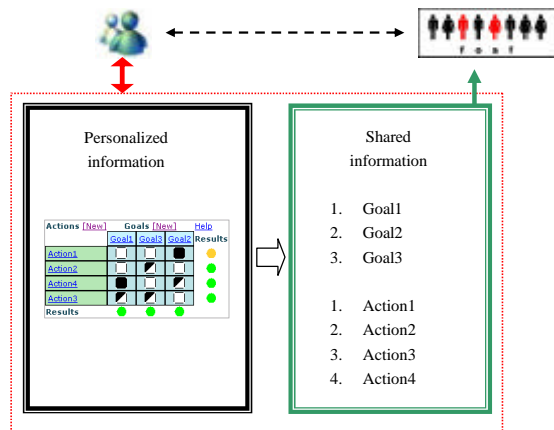 f o a f
Personalized
information
Actions [New] Goals [New] Help
Goal1 Goal3 Goal2 Results
Action1
Action2
Action4
Action3
Results
Shared
information
1. Goal1
2. Goal2
3. Goal3
1. Action1
2. Action2
3. Action3
4. Action4